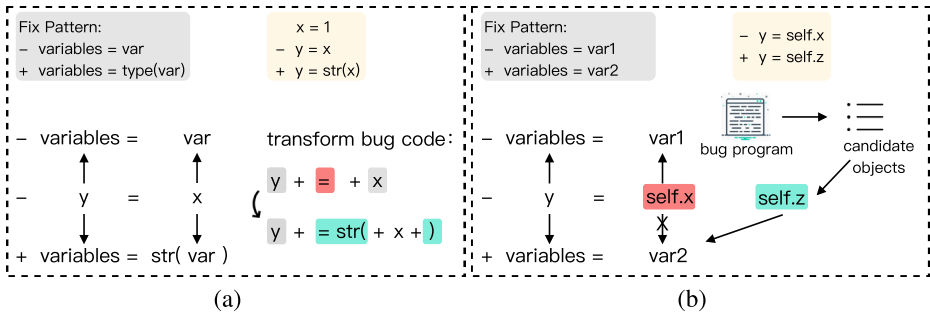 Fix Pattern:
− variables = var
+ variables = type(var)
x = 1
− y = x
+ y = str(x)
− variables = var
− y = x
+ variables = str( var )
transform bug code:
y + = + x
y + = str( + x + )
(a)
Fix Pattern:
− variables = var1
+ variables = var2
− y = self.x
+ y = self.z
bug program
candidate
objects
− variables = var1
− y = self.x
self.z
+ variables = var2
(b)